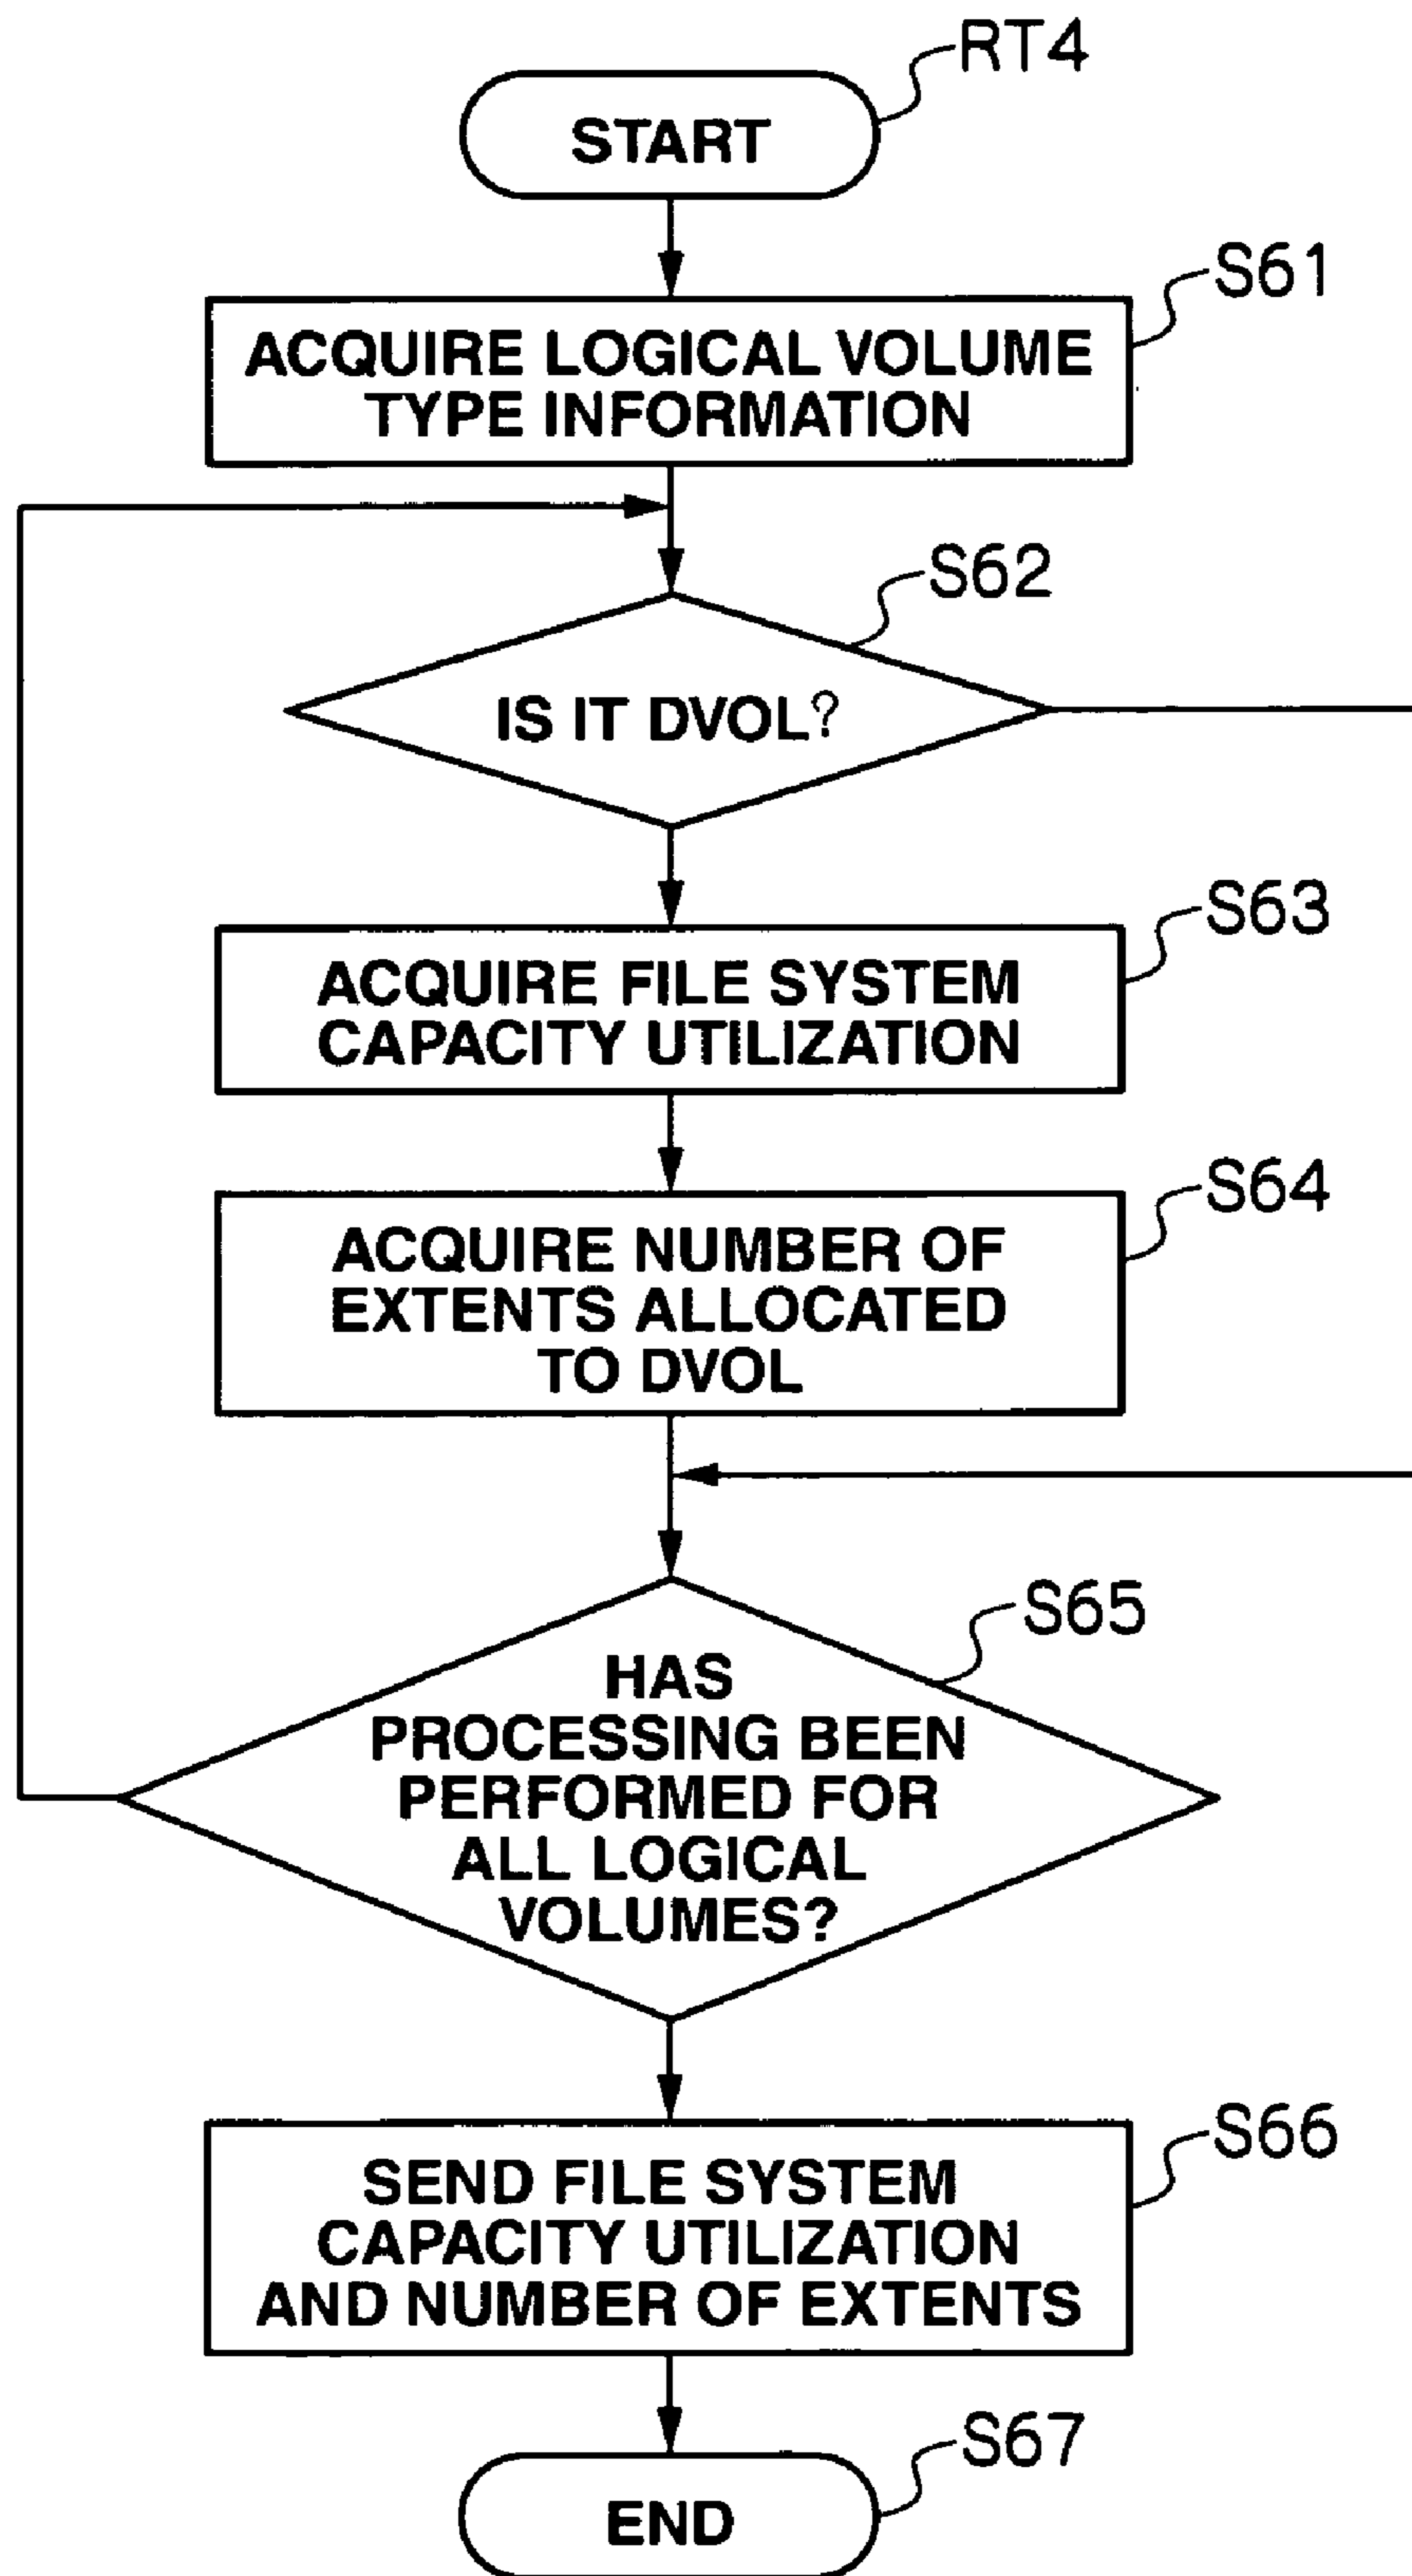 RT4
START
S61
ACQUIRE LOGICAL VOLUME
TYPE INFORMATION
S62
IS IT DVOL?
S63
ACQUIRE FILE SYSTEM
CAPACITY UTILIZATION
S64
ACQUIRE NUMBER OF
EXTENTS ALLOCATED
TO DVOL
S65
HAS
PROCESSING BEEN
PERFORMED FOR
ALL LOGICAL
VOLUMES?
S66
SEND FILE SYSTEM
CAPACITY UTILIZATION
AND NUMBER OF EXTENTS
S67
END